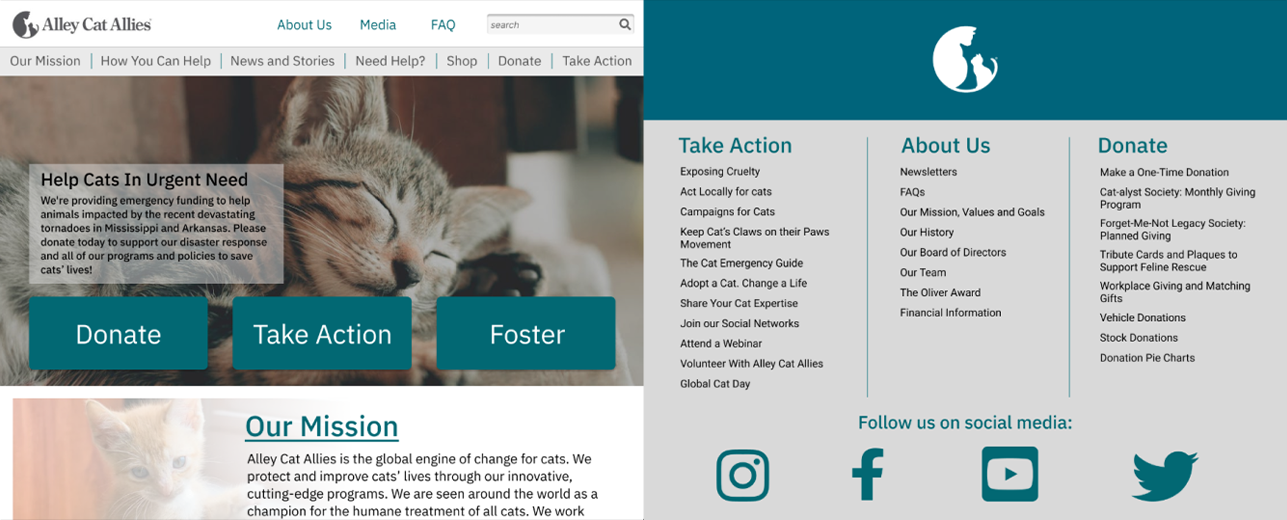 Alley Cat Allies
About Us
Media
FAQ
search
Our Mission
How You Can Help
News and Stories
Need Help?
Shop
Donate
Take Action
Help Cats In Urgent Need
We're providing emergency funding to help
animals impacted by the recent devastating
tornadoes in Mississippi and Arkansas. Please
donate today to support our disaster response
and all of our programs and policies to save
cats' lives!
Donate
Take Action
Foster
Our Mission
Alley Cat Allies is the global engine of change for cats. We
protect and improve cats' lives through our innovative,
cutting-edge programs. We are seen around the world as a
champion for the humane treatment of all cats. We work
Take Action
Exposing Cruelty
Act Locally for cats
Campaigns for Cats
Keep Cat's Claws on their Paws
Movement
The Cat Emergency Guide
Adopt a Cat. Change a Life
Share Your Cat Expertise
Join our Social Networks
Attend a Webinar
Volunteer With Alley Cat Allies
Global Cat Day
About Us
Newsletters
FAQs
Our Mission, Values and Goals
Our History
Our Board of Directors
Our Team
The Oliver Award
Financial Information
Donate
Make a One-Time Donation
Cat-alyst Society: Monthly Giving
Program
Forget-Me-Not Legacy Society:
Planned Giving
Tribute Cards and Plaques to
Support Feline Rescue
Workplace Giving and Matching
Gifts
Vehicle Donations
Stock Donations
Donation Pie Charts
Follow us on social media: